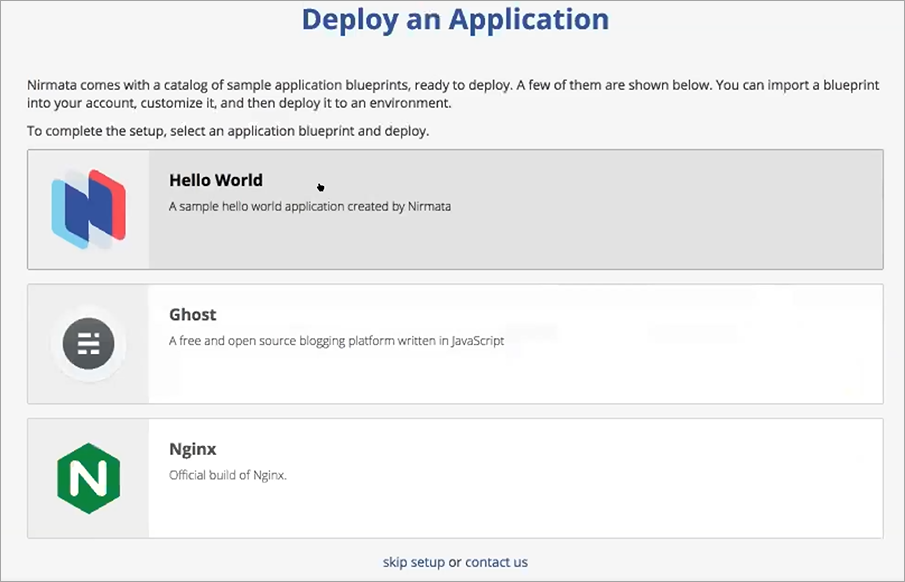 Deploy an Application
Nirmata comes with a catalog of sample application blueprints, ready to deploy. A few of them are shown below. You can import a blueprint
into your account, customize it, and then deploy it to an environment.
To complete the setup, select an application blueprint and deploy.
Hello World
A sample hello world application created by Nirmata
Ghost
A free and open source blogging platform written in JavaScript
Nginx
Official build of Nginx.
skip setup or contact us